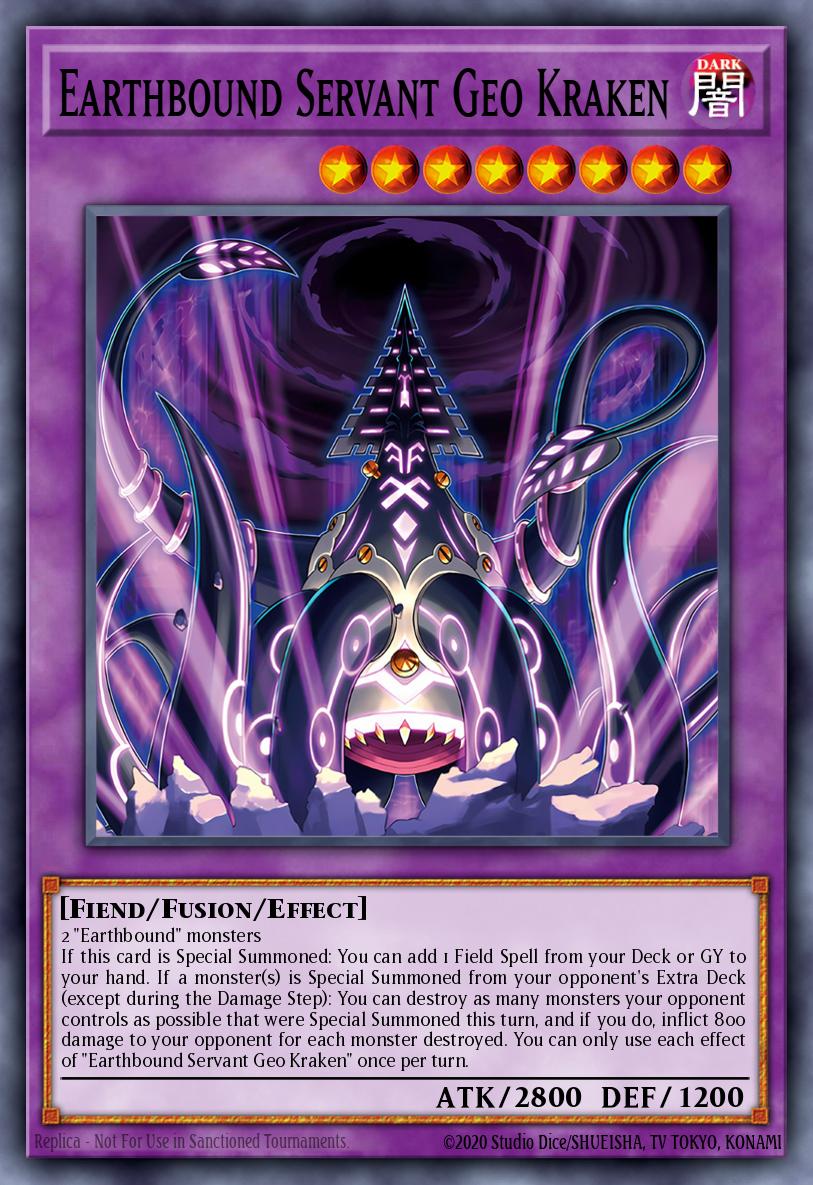 Earthbound Servant Geo Kraken
DARK
闇
[Fiend/Fusion/Effect]
2 "Earthbound" monsters
If this card is Special Summoned: You can add 1 Field Spell from your Deck or GY to
your hand. If a monster(s) is Special Summoned from your opponent's Extra Deck
(except during the Damage Step): You can destroy as many monsters your opponent
controls as possible that were Special Summoned this turn, and if you do, inflict 800
damage to your opponent for each monster destroyed. You can only use each effect
of "Earthbound Servant Geo Kraken" once per turn.
ATK/2800 DEF/1200
Replica - Not For Use in Sanctioned Tournaments.
©2020 Studio Dice/SHUEISHA, TV TOKYO, KONAMI